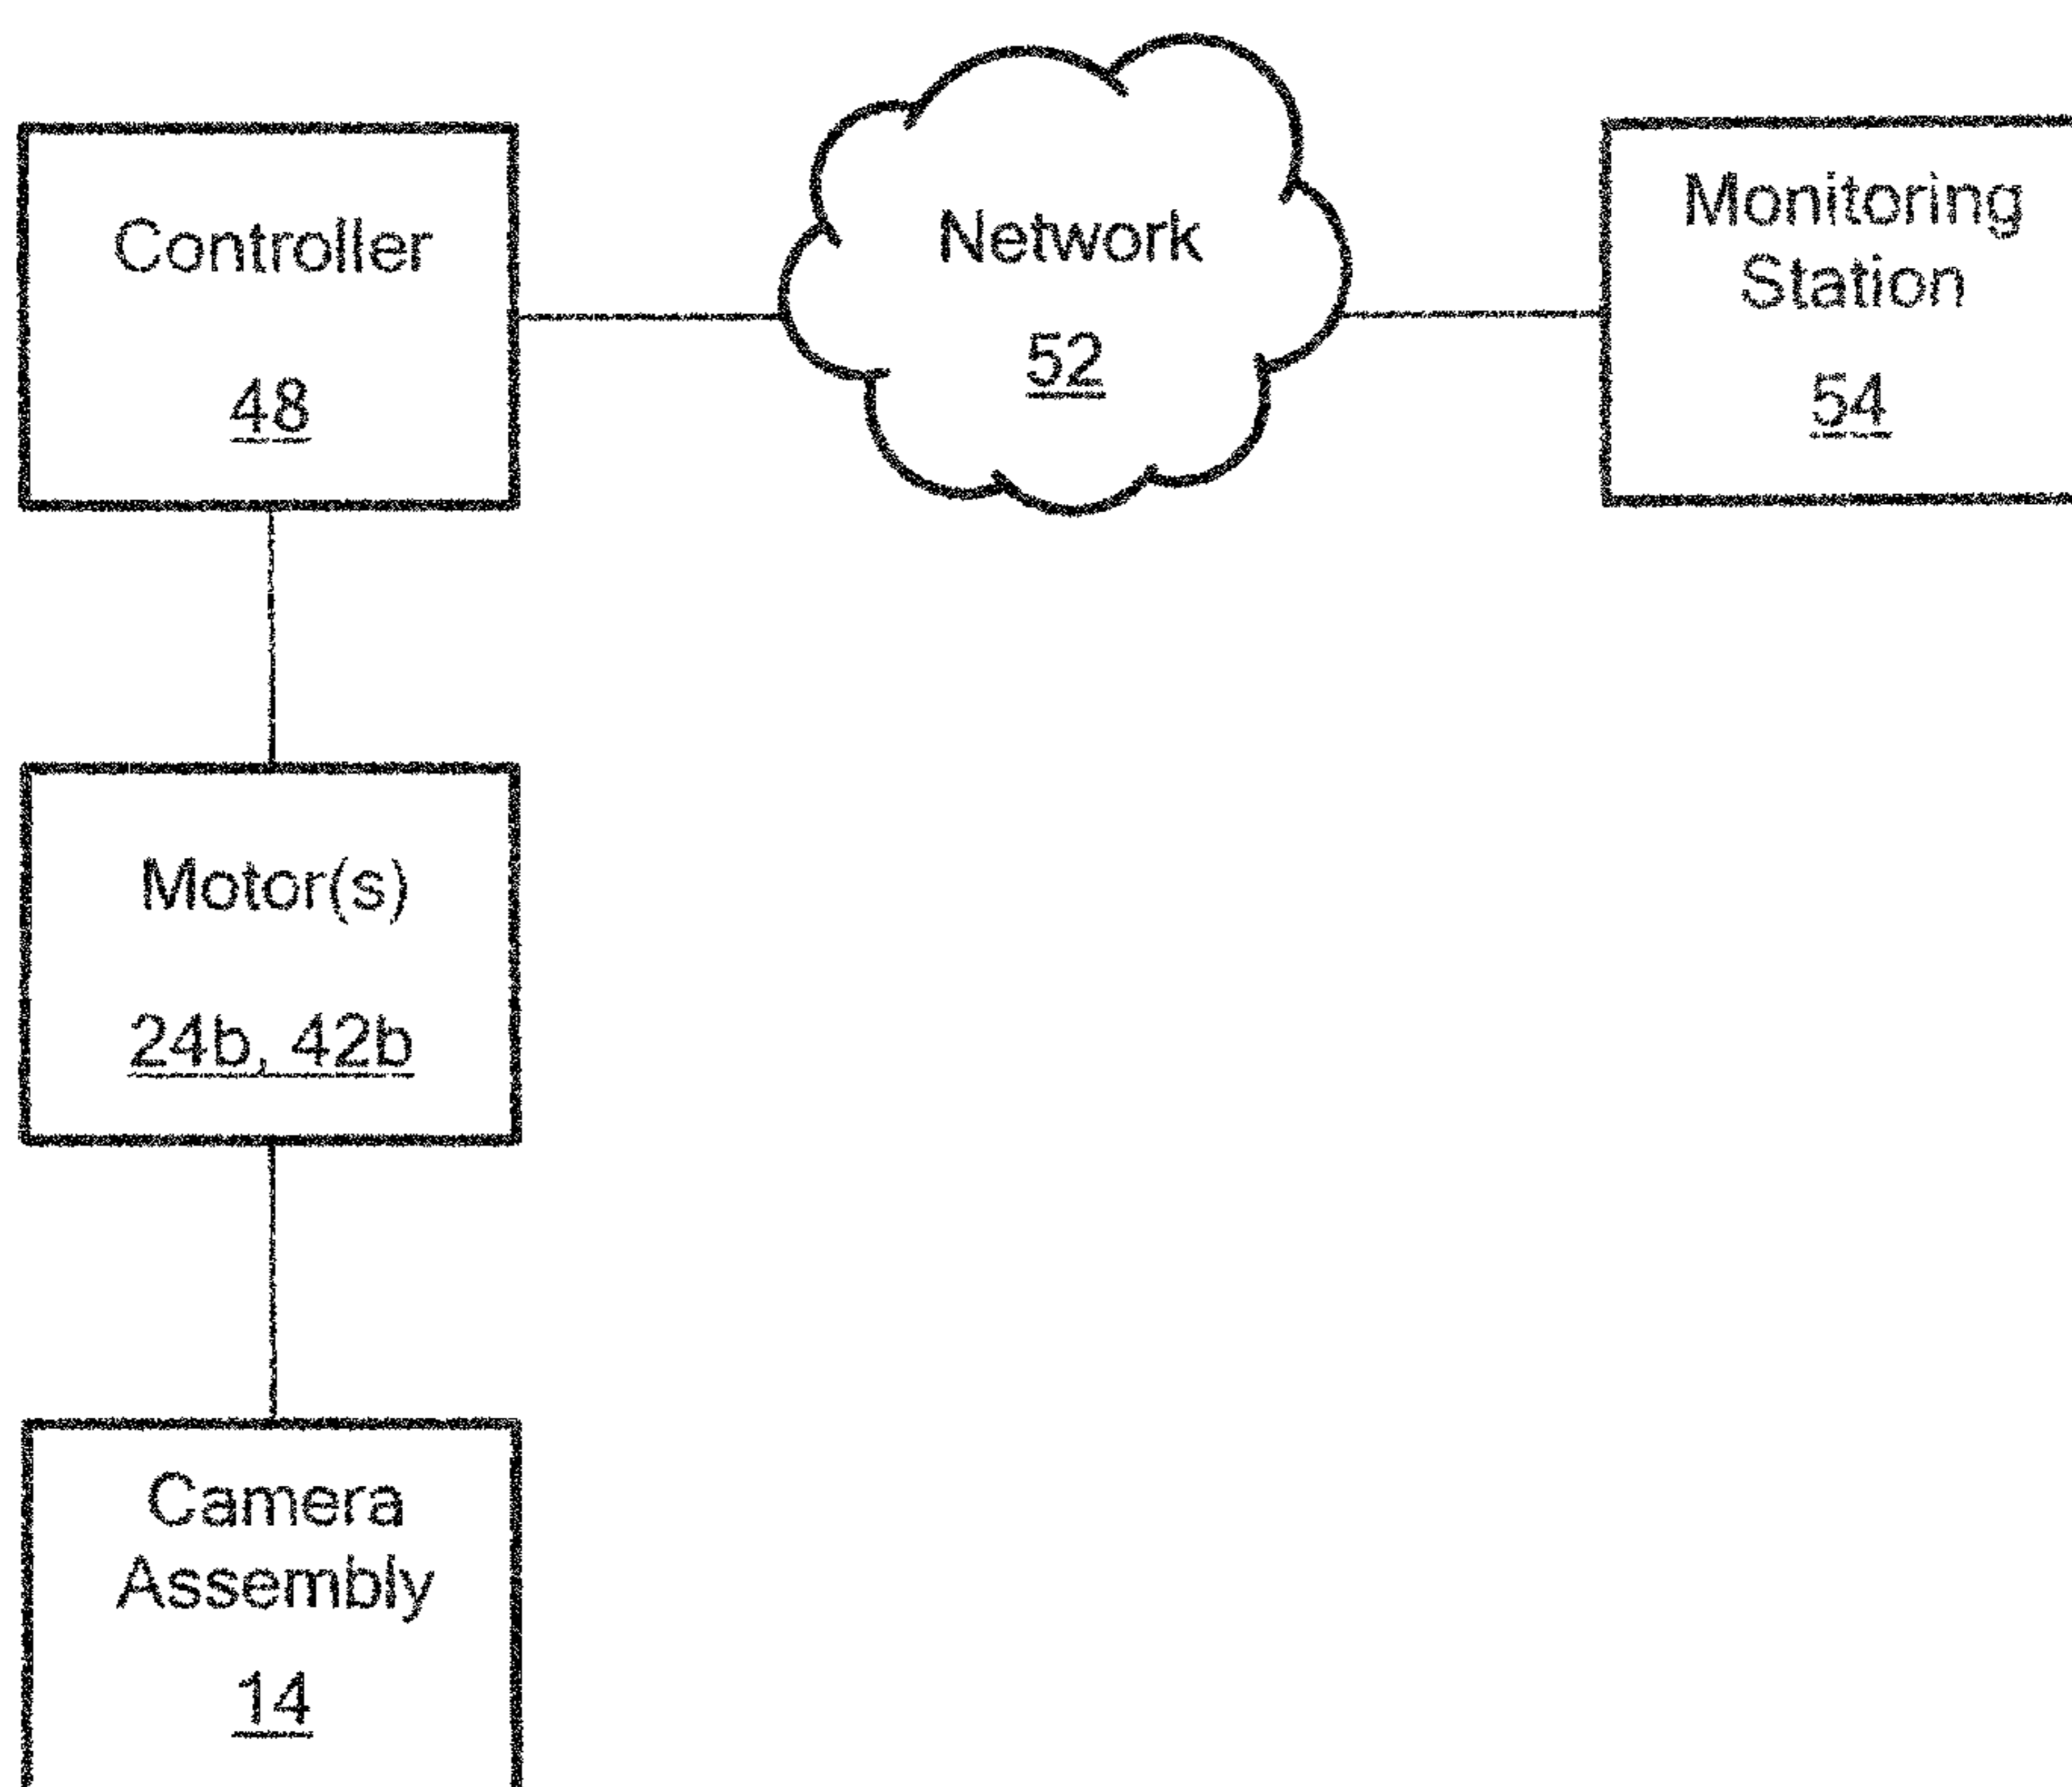 Controller
48
Network
52
Monitoring
Station
54
Motor(s)
24b, 42b
Camera
Assembly
14